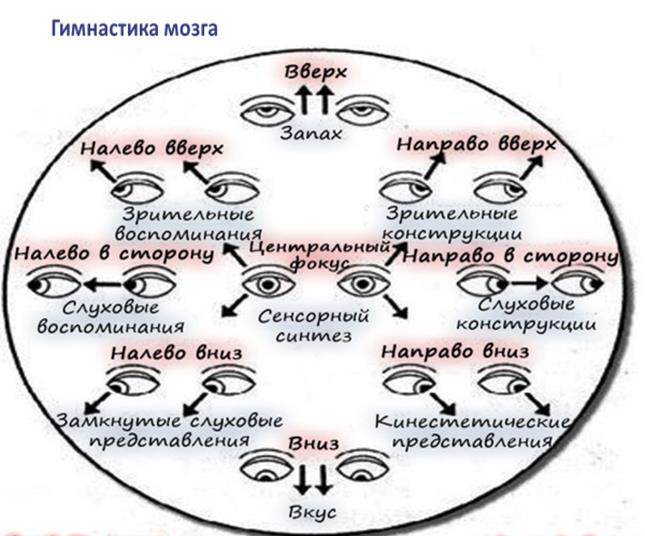 Гимнастика мозга
Вверх
Запах
Налево вверх
Направо вверх
Зрительные
воспоминания
Зрительные
конструкции
Налево в сторону
Центральный
фокус
Направо в сторону
Слуховые
воспоминания
Сенсорный
синтез
Слуховые
конструкции
Налево вниз
Направо вниз
Замкнутые слуховые
представления
Кинестетические
представления
Вниз
Вкус